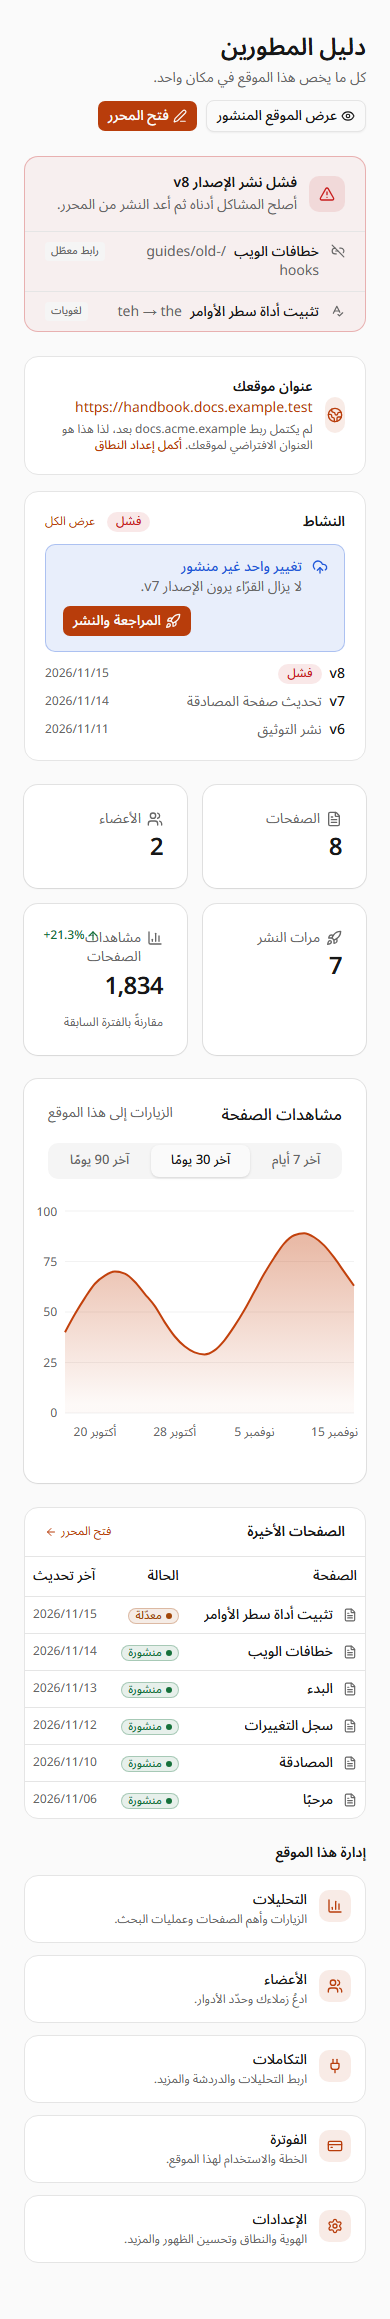 دليل المطورين
كل ما يخص هذا الموقع في مكان واحد.
عرض الموقع المنشور
فتح المحرر
فشل نشر الإصدار v8
أصلح المشاكل أدناه ثم أعد النشر من المحرر.
خطافات الويب guides/old-/
hooks
رابط معطّل
تثبيت أداة سطر الأوامر teh → the
لغويات
عنوان موقعك
https://handbook.docs.example.test
لم يكتمل ربط docs.acme.example بعد، لذا هذا هو
العنوان الافتراضي لموقعك. أكمل إعداد النطاق
النشاط
فشل
عرض الكل
تغيير واحد غير منشور
لا يزال القرّاء يرون الإصدار v7.
المراجعة والنشر
v8 فشل 2026/11/15
v7 تحديث صفحة المصادقة 2026/11/14
v6 نشر التوثيق 2026/11/11
الصفحات
8
الأعضاء
2
مرات النشر
7
مشاهدات
الصفحات
+21.3%
1,834
مقارنةً بالفترة السابقة
مشاهدات الصفحة
الزيارات إلى هذا الموقع
آخر 7 أيام
آخر 30 يومًا
آخر 90 يومًا
100
75
50
25
0
20 أكتوبر
28 أكتوبر
5 نوفمبر
15 نوفمبر
الصفحات الأخيرة
فتح المحرر ←
الصفحة الحالة آخر تحديث
تثبيت أداة سطر الأوامر معدّلة 2026/11/15
خطافات الويب منشورة 2026/11/14
البدء منشورة 2026/11/13
سجل التغييرات منشورة 2026/11/12
المصادقة منشورة 2026/11/10
مرحبًا منشورة 2026/11/06
إدارة هذا الموقع
التحليلات
الزيارات وأهم الصفحات وعمليات البحث.
الأعضاء
ادعُ زملاءك وحدّد الأدوار.
التكاملات
اربط التحليلات والدردشة والمزيد.
الفوترة
الخطة والاستخدام لهذا الموقع.
الإعدادات
الهوية والنطاق وتحسين الظهور والمزيد.